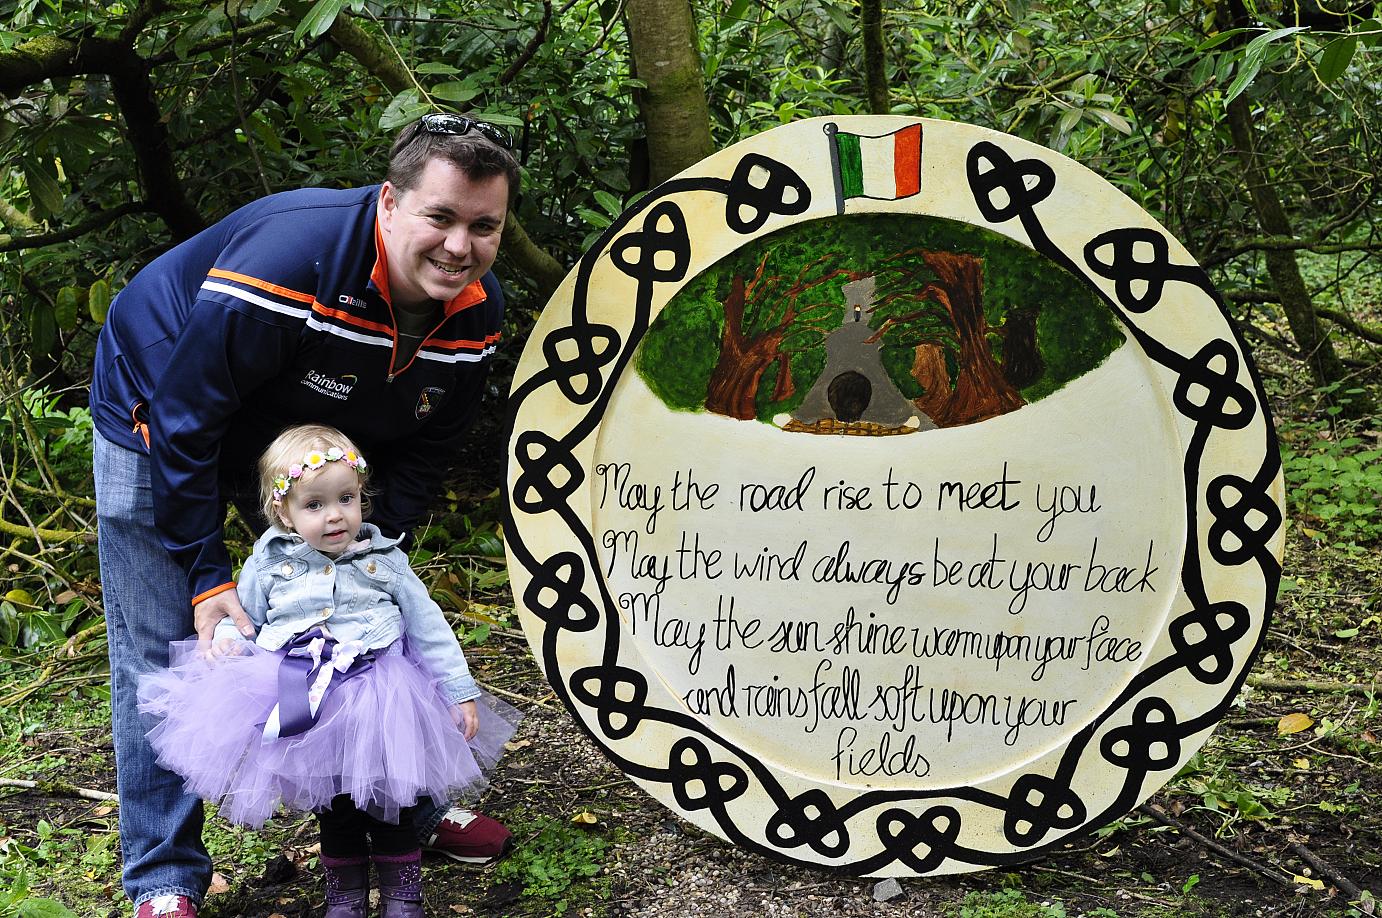 O'Neills
Rainbow
communications
May the road rise to meet you
May the wind always be at your back
May the sun shine warm upon your face
and rains fall soft upon your
fields.